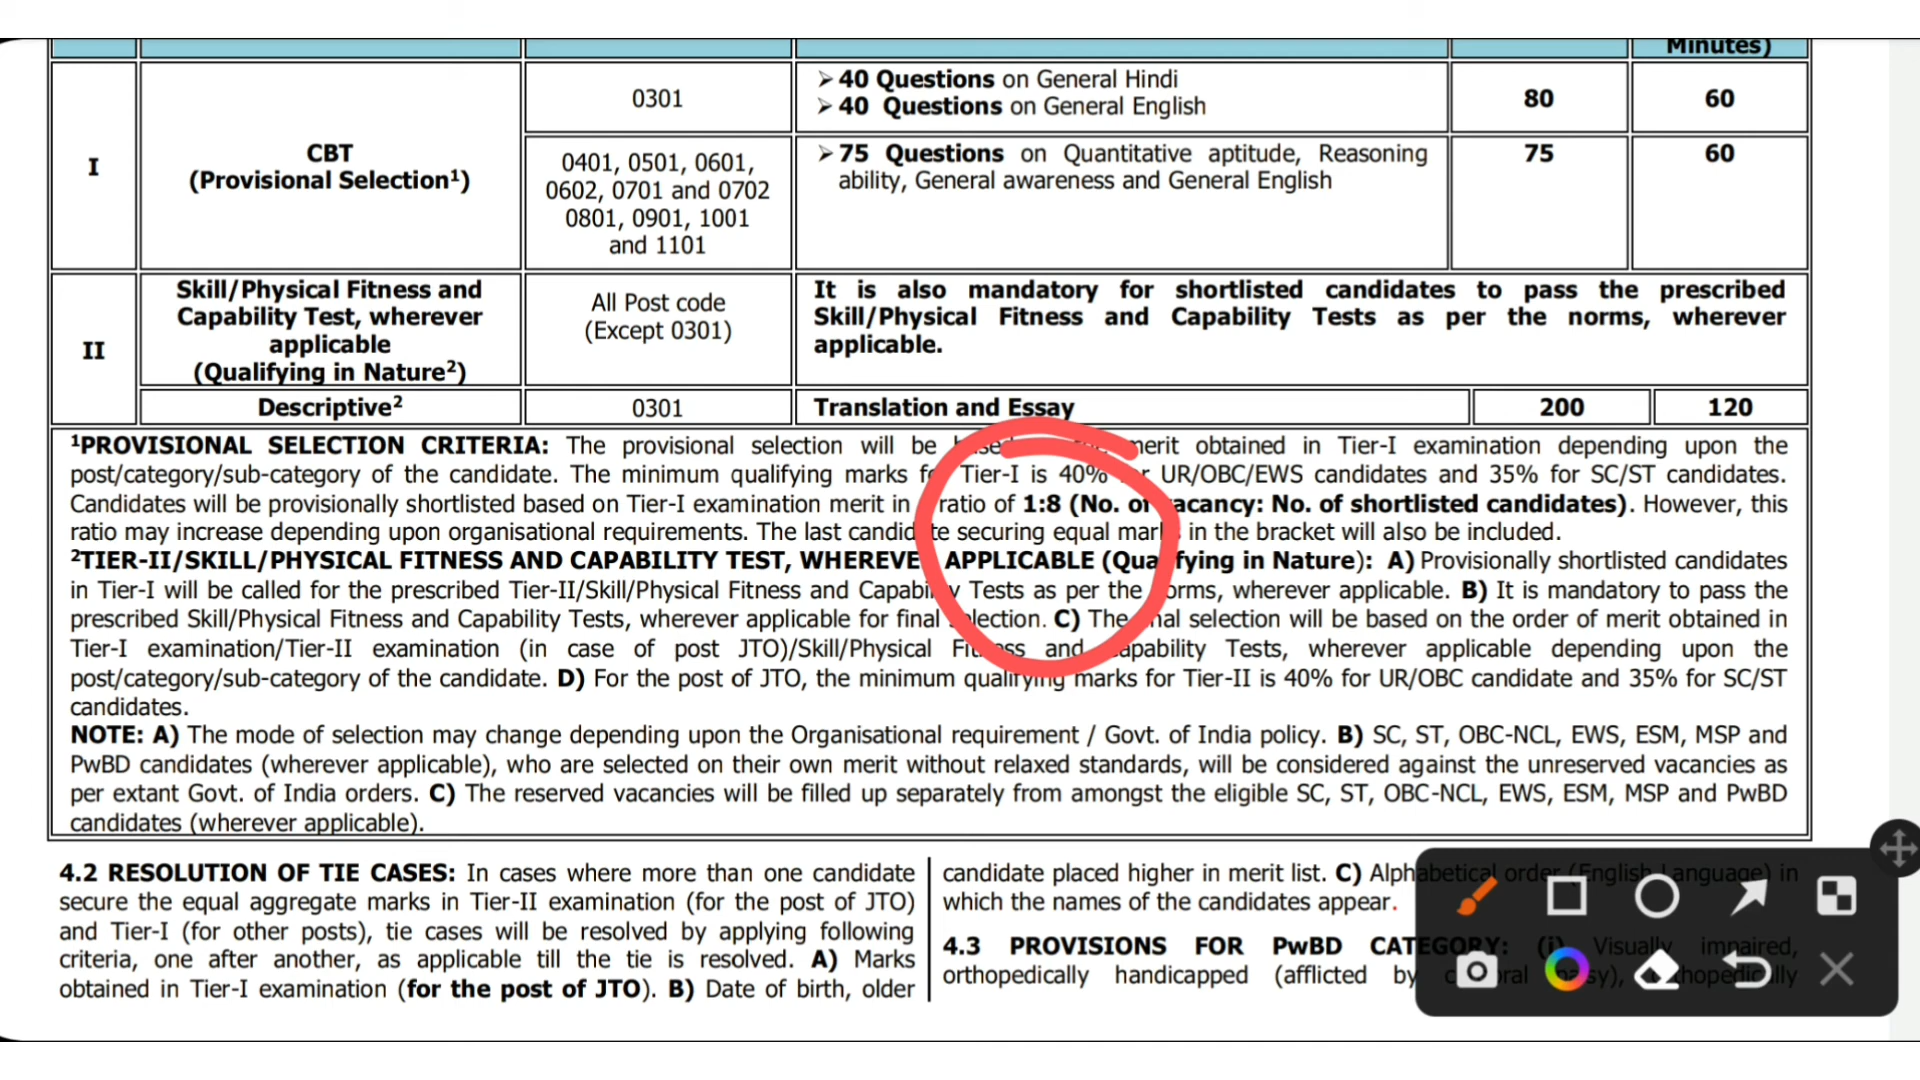 Minutes)
I
CBT
(Provisional Selection¹)
0301
➢ 40 Questions on General Hindi
➢ 40 Questions on General English
80
60
0401, 0501, 0601,
0602, 0701 and 0702
0801, 0901, 1001
and 1101
➢ 75 Questions on Quantitative aptitude, Reasoning
ability, General awareness and General English
75
60
II
Skill/Physical Fitness and
Capability Test, wherever
applicable
(Qualifying in Nature²)
All Post code
(Except 0301)
It is also mandatory for shortlisted candidates to pass the prescribed
Skill/Physical Fitness and Capability Tests as per the norms, wherever
applicable.
Descriptive²
0301
Translation and Essay
200
120
¹PROVISIONAL SELECTION CRITERIA: The provisional selection will be based merit obtained in Tier-I examination depending upon the
post/category/sub-category of the candidate. The minimum qualifying marks for Tier-I is 40% for UR/OBC/EWS candidates and 35% for SC/ST candidates.
Candidates will be provisionally shortlisted based on Tier-I examination merit in ratio of 1:8 (No. of vacancy: No. of shortlisted candidates). However, this
ratio may increase depending upon organisational requirements. The last candidate securing equal marks in the bracket will also be included.
²TIER-II/SKILL/PHYSICAL FITNESS AND CAPABILITY TEST, WHEREVER APPLICABLE (Qualifying in Nature): A) Provisionally shortlisted candidates
in Tier-I will be called for the prescribed Tier-II/Skill/Physical Fitness and Capability Tests as per the norms, wherever applicable. B) It is mandatory to pass the
prescribed Skill/Physical Fitness and Capability Tests, wherever applicable for final selection. C) The final selection will be based on the order of merit obtained in
Tier-I examination/Tier-II examination (in case of post JTO)/Skill/Physical Fitness and Capability Tests, wherever applicable depending upon the
post/category/sub-category of the candidate. D) For the post of JTO, the minimum qualifying marks for Tier-II is 40% for UR/OBC candidate and 35% for SC/ST
candidates.
NOTE: A) The mode of selection may change depending upon the Organisational requirement / Govt. of India policy. B) SC, ST, OBC-NCL, EWS, ESM, MSP and
PwBD candidates (wherever applicable), who are selected on their own merit without relaxed standards, will be considered against the unreserved vacancies as
per extant Govt. of India orders. C) The reserved vacancies will be filled up separately from amongst the eligible SC, ST, OBC-NCL, EWS, ESM, MSP and PwBD
candidates (wherever applicable).
4.2 RESOLUTION OF TIE CASES: In cases where more than one candidate
secure the equal aggregate marks in Tier-II examination (for the post of JTO)
and Tier-I (for other posts), tie cases will be resolved by applying following
criteria, one after another, as applicable till the tie is resolved. A) Marks
obtained in Tier-I examination (for the post of JTO). B) Date of birth, older
candidate placed higher in merit list. C) Alphabetical order (English Language) in
which the names of the candidates appear.
4.3 PROVISIONS FOR PwBD CATEGORY: (i) Visually impaired,
orthopedically handicapped (afflicted by